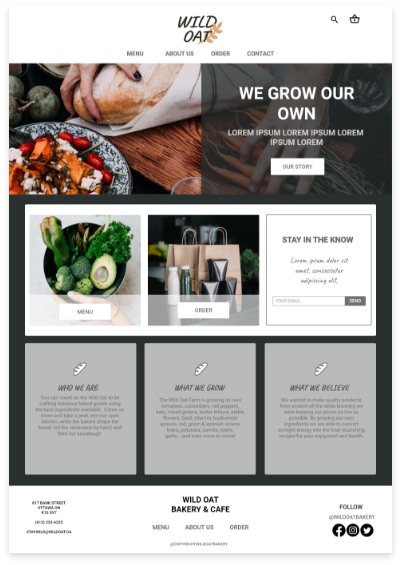 WILD
OAT
MENU ABOUT US ORDER CONTACT
WE GROW OUR
OWN
LOREM IPSUM LOREM IPSUM LOREM
IPSUM LOREM
OUR STORY
STAY IN THE KNOW
Lorem ipsum dolor sit
amet, consectetur
adipiscing elit.
YOUR EMAIL SEND
MENU
ORDER
WHO WE ARE
You can count on the Wild Oat to be
crafting delicious baked goods using
the best ingredients available. Come on
down and take a peek into our open
kitchen, while the bakers shape the
bread, roll the croissants by hand, and
feed our sourdough.
WHAT WE GROW
The Wild Oat Farm is growing its own
tomatoes, cucumbers, red peppers,
kale, mixed greens, butter lettuce, edible
flowers, basil, cilantro, buckwheat
sprouts, red, green & spanish onions,
beets, potatoes, carrots, leeks,
garlic...and even more to come!
WHAT WE BELIEVE
We wanted to make quality products
from scratch all the while knowing we
were keeping our prices as low as
possible. By growing our own
ingredients we are able to convert
sunlight energy into the food nourishing
recipes for your enjoyment and health.
817 BANK STREET
OTTAWA ON
K1S 3V7
(613) 232-6232
STAYWILD@WILDOAT.CA
WILD OAT
BAKERY & CAFE
MENU ABOUT US ORDER
@COPYRIGHTWILDOATBAKERY
FOLLOW
@WILDOATBAKERY